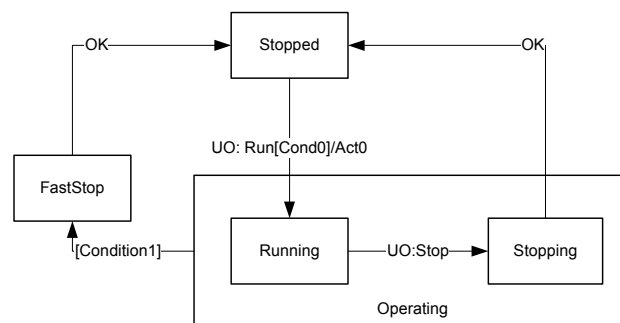 Stopped
OK
OK
UO: Run[Cond0]/Act0
FastStop
[Condition1]
Running
UO:Stop
Stopping
Operating